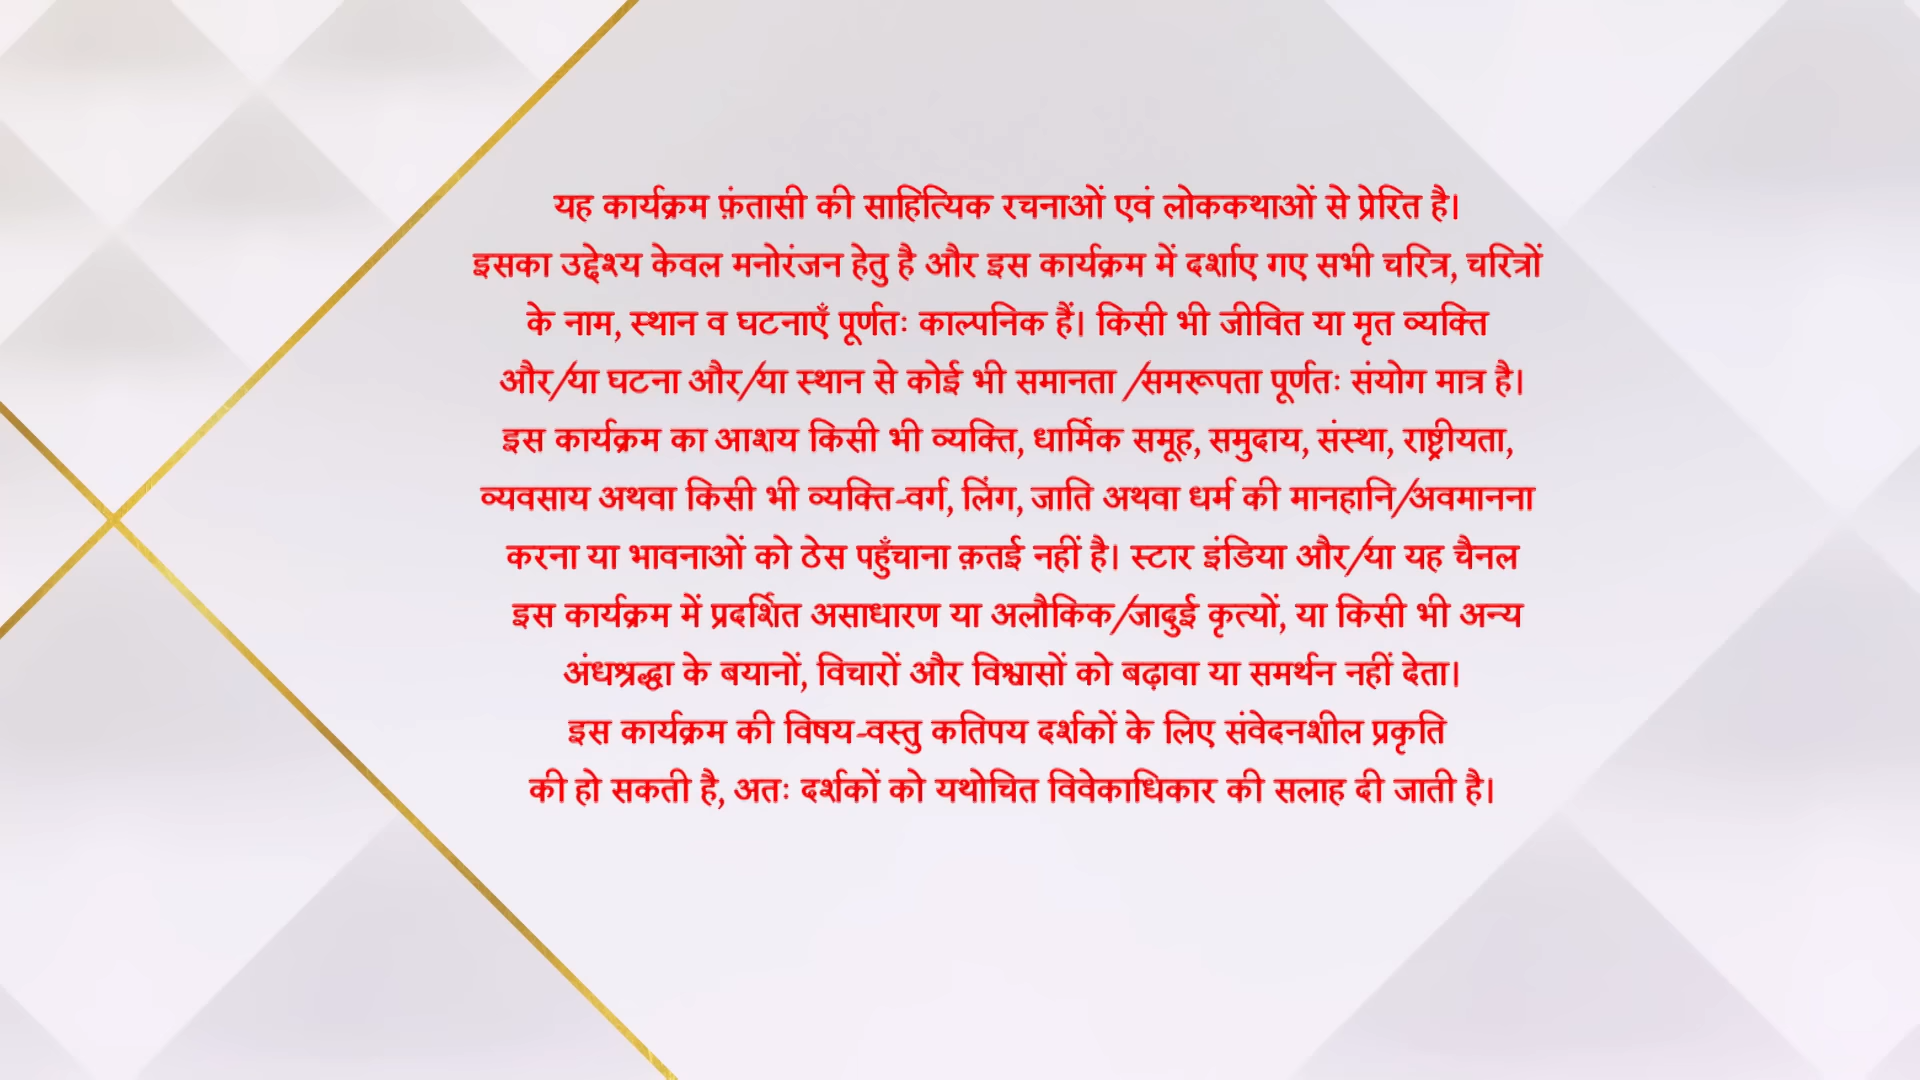 यह कार्यक्रम फ़ंतासी की साहित्यिक रचनाओं एवं लोककथाओं से प्रेरित है।
इसका उद्देश्य केवल मनोरंजन हेतु है और इस कार्यक्रम में दर्शाए गए सभी चरित्र, चरित्रों
के नाम, स्थान व घटनाएँ पूर्णतः काल्पनिक हैं। किसी भी जीवित या मृत व्यक्ति
और/या घटना और/या स्थान से कोई भी समानता /समरूपता पूर्णतः संयोग मात्र है।
इस कार्यक्रम का आशय किसी भी व्यक्ति, धार्मिक समूह, समुदाय, संस्था, राष्ट्रीयता,
व्यवसाय अथवा किसी भी व्यक्ति-वर्ग, लिंग, जाति अथवा धर्म की मानहानि/अवमानना
करना या भावनाओं को ठेस पहुँचाना क़तई नहीं है। स्टार इंडिया और/या यह चैनल
इस कार्यक्रम में प्रदर्शित असाधारण या अलौकिक/जादुई कृत्यों, या किसी भी अन्य
अंधश्रद्धा के बयानों, विचारों और विश्वासों को बढ़ावा या समर्थन नहीं देता।
इस कार्यक्रम की विषय-वस्तु कतिपय दर्शकों के लिए संवेदनशील प्रकृति
की हो सकती है, अतः दर्शकों को यथोचित विवेकाधिकार की सलाह दी जाती है।